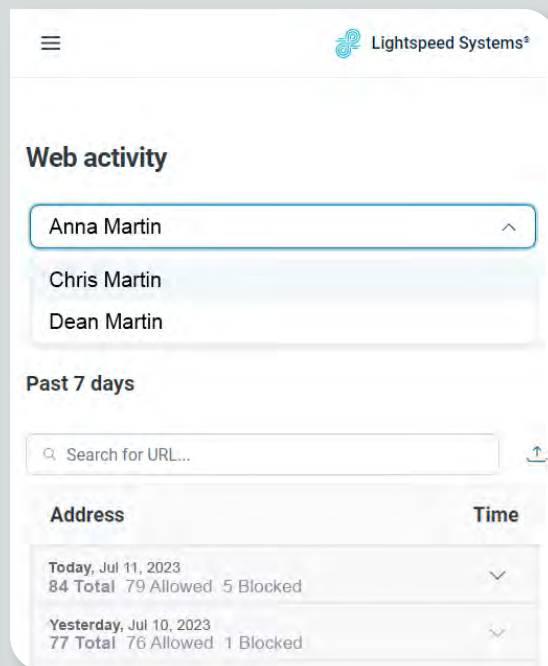 Lightspeed Systems®
Web activity
Anna Martin
Chris Martin
Dean Martin
Past 7 days
Search for URL...
Address Time
Today, Jul 11, 2023
84 Total 79 Allowed 5 Blocked
Yesterday, Jul 10, 2023
77 Total 76 Allowed 1 Blocked